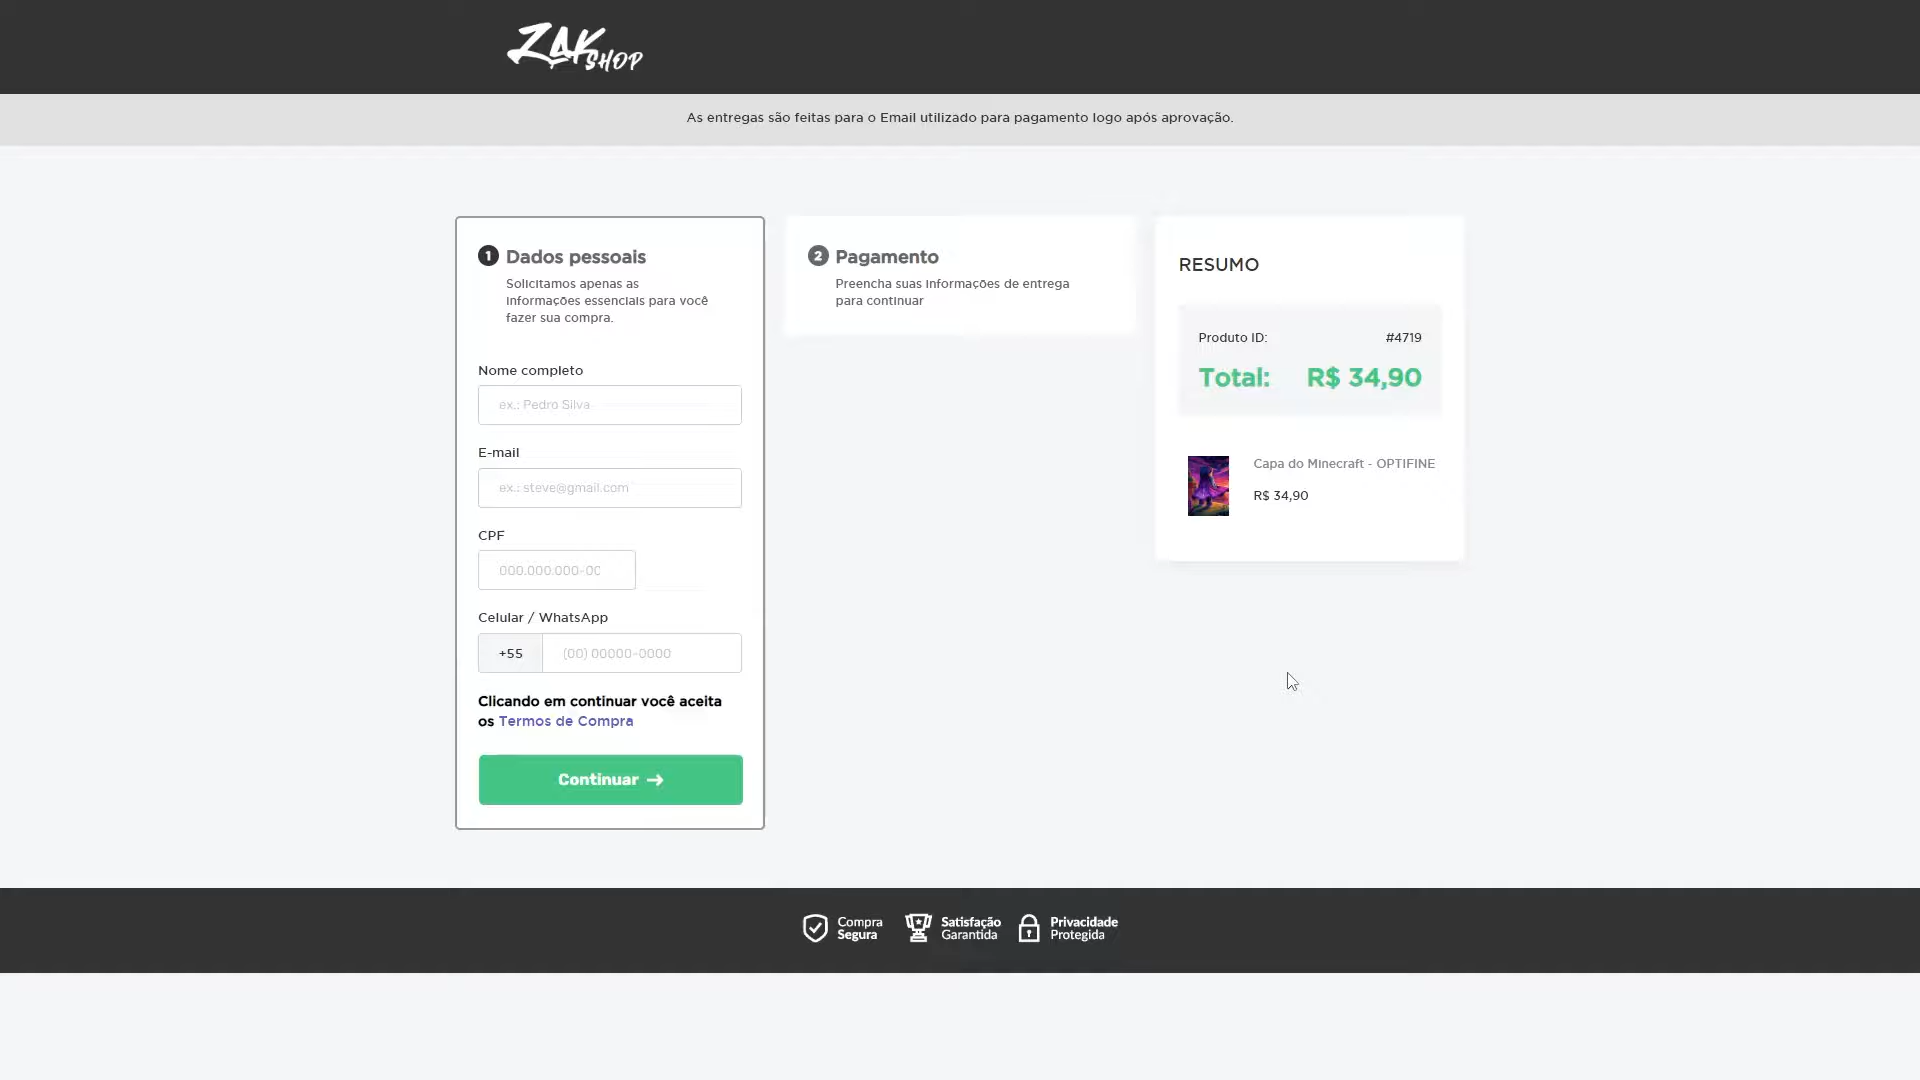 ZAK SHOP
As entregas são feitas para o Email utilizado para pagamento logo após aprovação.
1 Dados pessoais
Solicitamos apenas as
informações essenciais para você
fazer sua compra.
Nome completo
ex.: Pedro Silva
E-mail
ex.: steve@gmail.com
CPF
000.000.000-00
Celular / WhatsApp
+55 (00) 00000-0000
Clicando em continuar você aceita
os Termos de Compra
Continuar →
2 Pagamento
Preencha suas informações de entrega
para continuar
RESUMO
Produto ID: #4719
Total: R$ 34,90
Capa do Minecraft - OPTIFINE
R$ 34,90
Compra
Segura
Satisfação
Garantida
Privacidade
Protegida